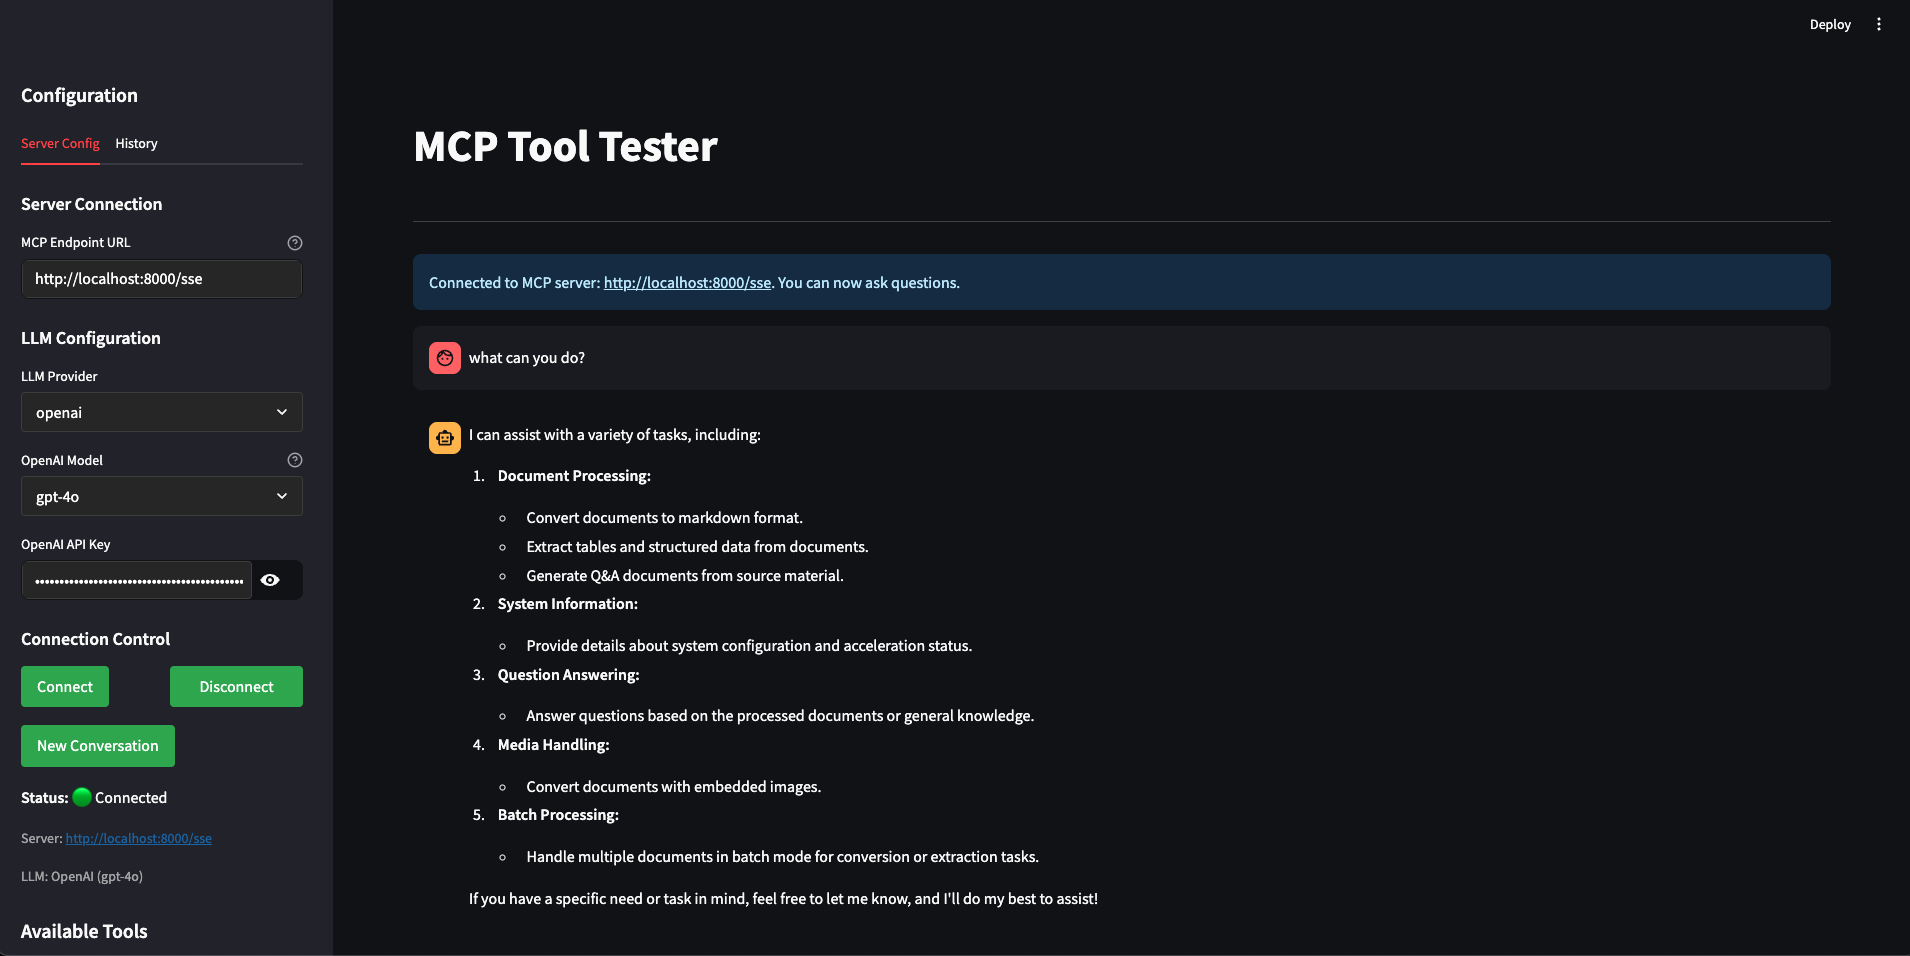 Deploy
Configuration
Server Config
History
Server Connection
MCP Endpoint URL
http://localhost:8000/sse
LLM Configuration
LLM Provider
openai
OpenAI Model
gpt-4o
OpenAI API Key
Connection Control
Connect
Disconnect
New Conversation
Status: Connected
Server: http://localhost:8000/sse
LLM: OpenAI (gpt-4o)
Available Tools
MCP Tool Tester
Connected to MCP server: http://localhost:8000/sse. You can now ask questions.
what can you do?
I can assist with a variety of tasks, including:
1. Document Processing:
Convert documents to markdown format.
Extract tables and structured data from documents.
Generate Q&A documents from source material.
2. System Information:
Provide details about system configuration and acceleration status.
3. Question Answering:
Answer questions based on the processed documents or general knowledge.
4. Media Handling:
Convert documents with embedded images.
5. Batch Processing:
Handle multiple documents in batch mode for conversion or extraction tasks.
If you have a specific need or task in mind, feel free to let me know, and I'll do my best to assist!